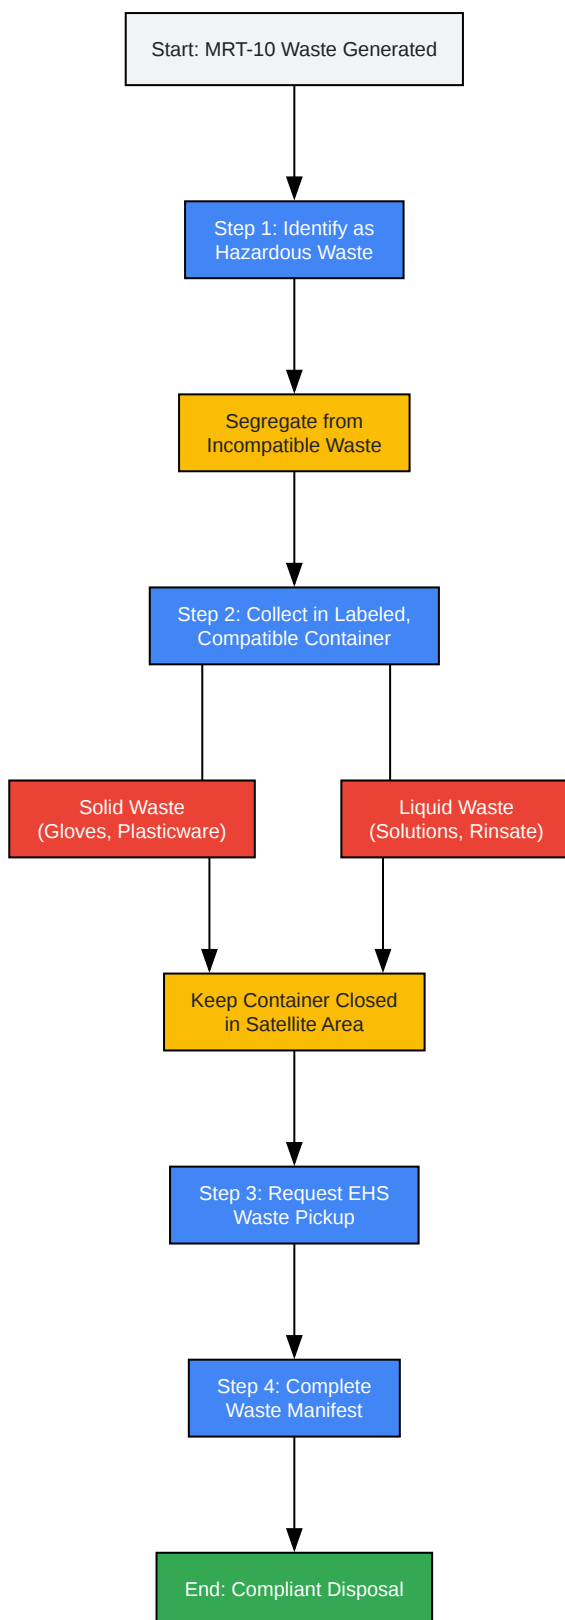 Start: MRT-10 Waste Generated
Step 1: Identify as
Hazardous Waste
Segregate from
Incompatible Waste
Step 2: Collect in Labeled,
Compatible Container
Solid Waste
(Gloves, Plasticware)
Liquid Waste
(Solutions, Rinsate)
Keep Container Closed
in Satellite Area
Step 3: Request EHS
Waste Pickup
Step 4: Complete
Waste Manifest
End: Compliant Disposal